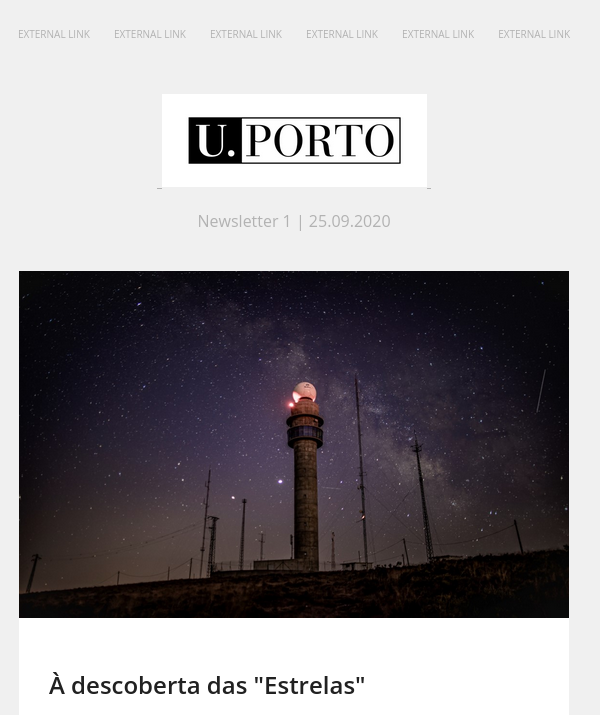 EXTERNAL LINK EXTERNAL LINK EXTERNAL LINK EXTERNAL LINK EXTERNAL LINK EXTERNAL LINK
U.PORTO
Newsletter 1 | 25.09.2020
À descoberta das "Estrelas"